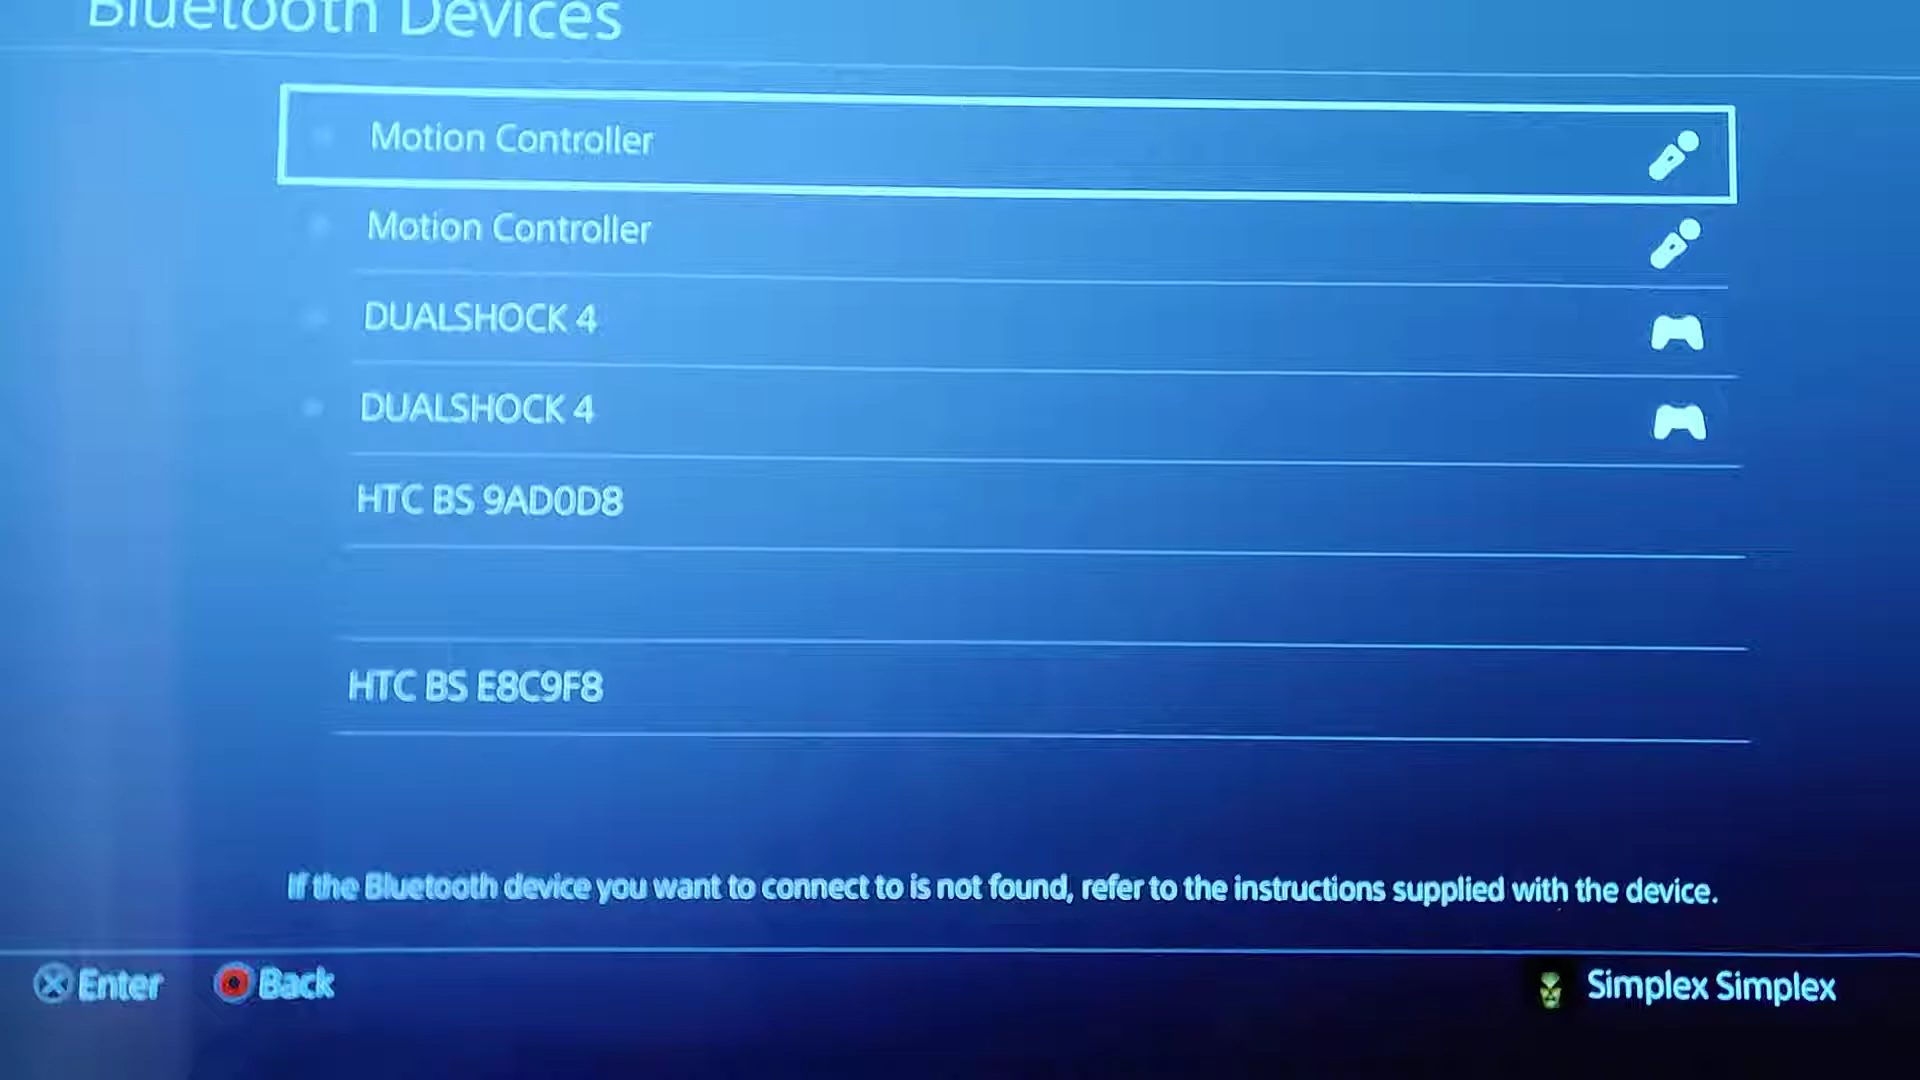 Bluetooth Devices
Motion Controller
Motion Controller
DUALSHOCK 4
DUALSHOCK 4
HTC BS 9AD0D8
HTC BS E8C9F8
If the Bluetooth device you want to connect to is not found, refer to the instructions supplied with the device.
Enter Back Simplex Simplex